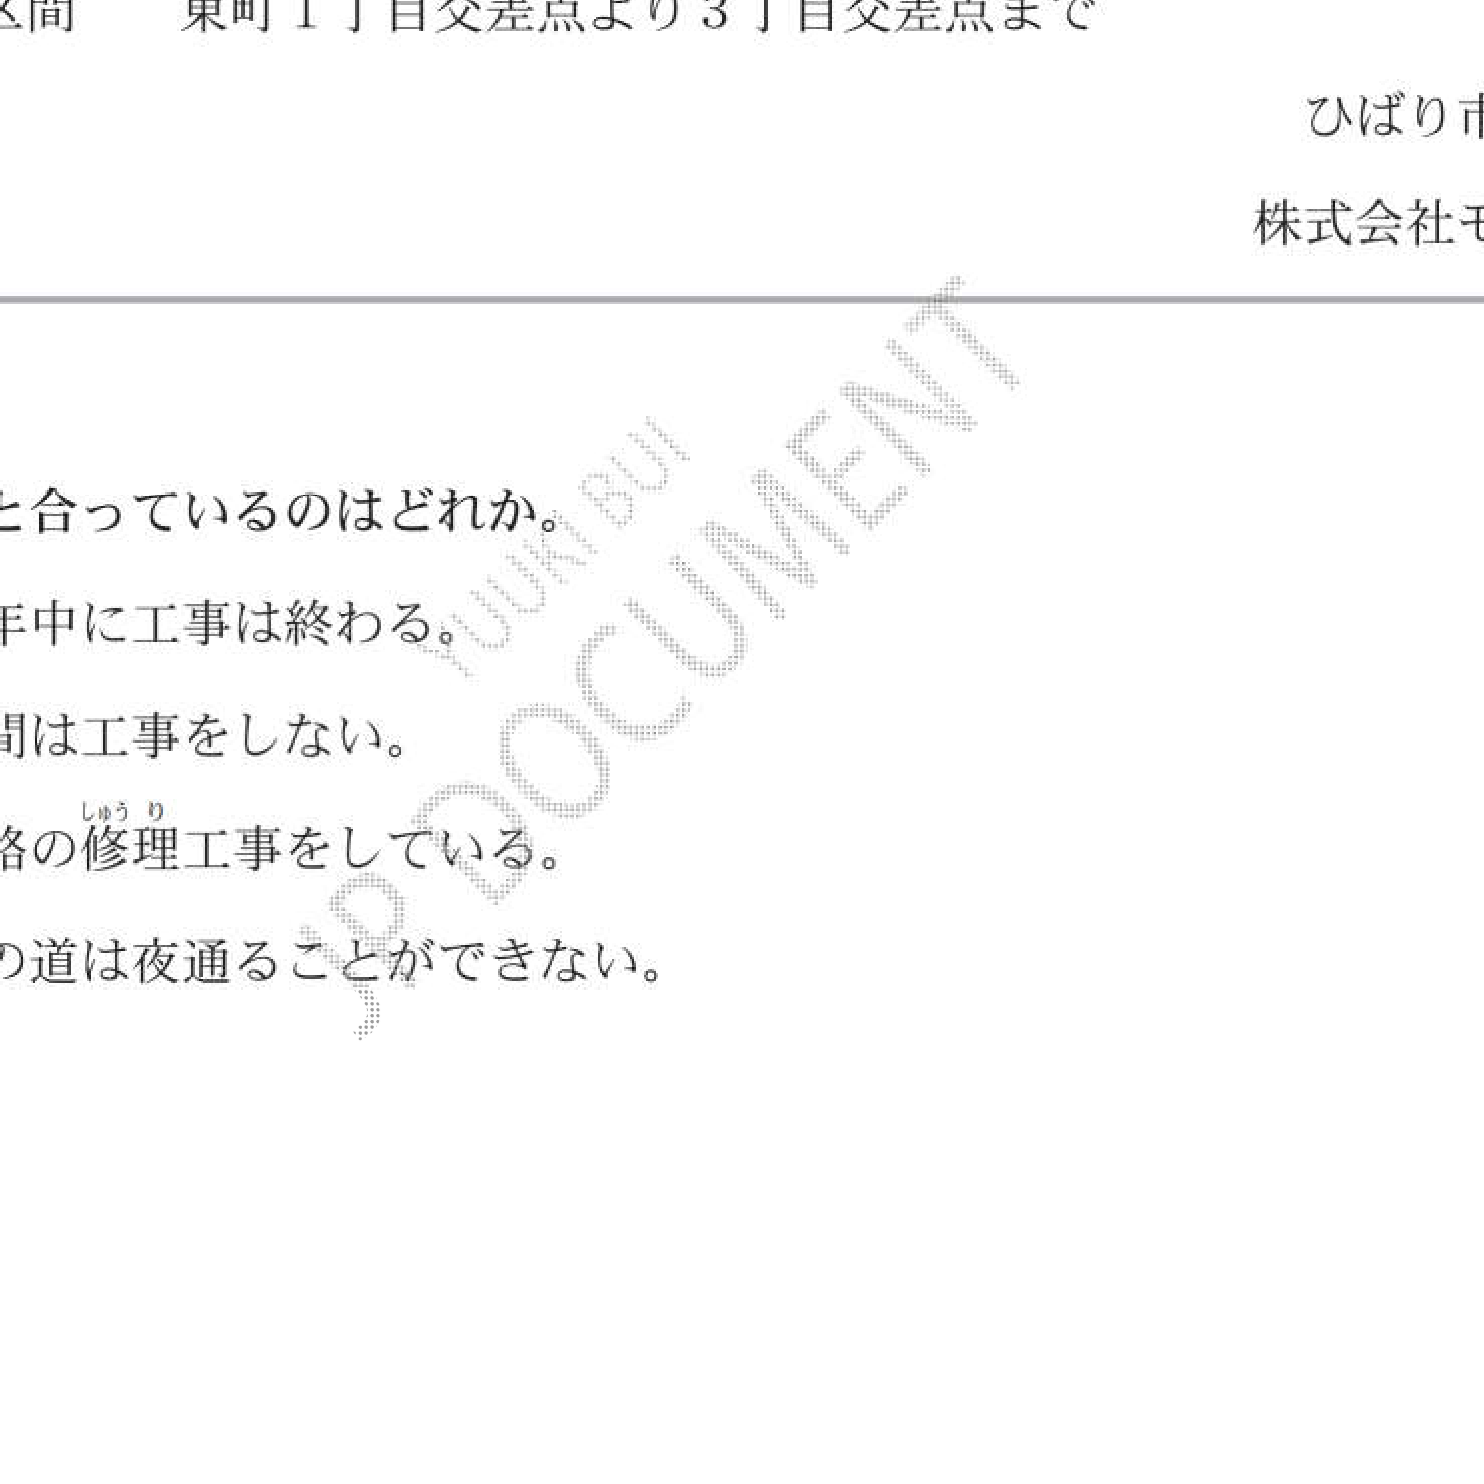 区間　　東町１丁目交差点より３丁目交差点まで
ひばり市
株式会社モ
と合っているのはどれか。
年中に工事は終わる。
間は工事をしない。
しゅうり
路の修理工事をしている。
の道は夜通ることができない。
YUUKI BUI
JP DOCUMENT